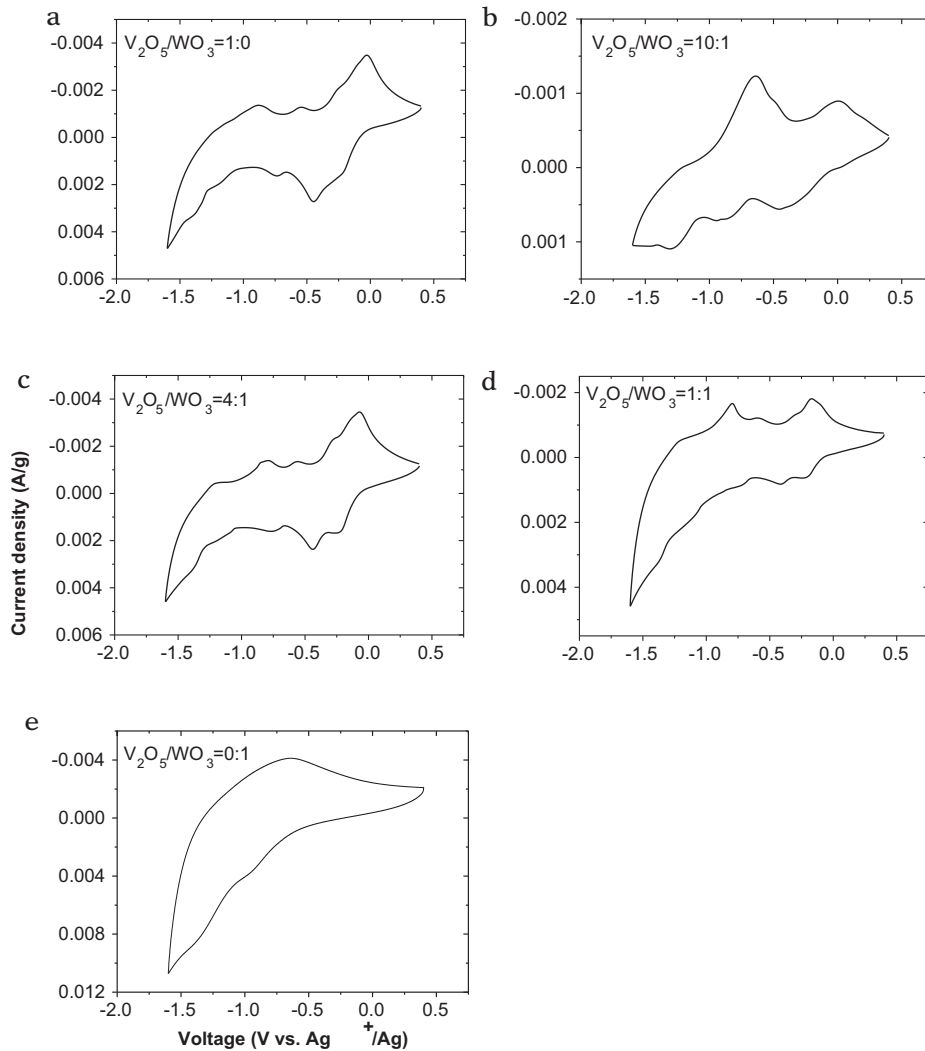 a
V2O5/WO3=1:0
-0.004
-0.002
0.000
0.002
0.004
0.006
-2.0 -1.5 -1.0 -0.5 0.0 0.5
b
V2O5/WO3=10:1
-0.002
-0.001
0.000
0.001
-2.0 -1.5 -1.0 -0.5 0.0 0.5
c
V2O5/WO3=4:1
-0.004
-0.002
0.000
0.002
0.004
0.006
-2.0 -1.5 -1.0 -0.5 0.0 0.5
Current density (A/g)
d
V2O5/WO3=1:1
-0.002
0.000
0.002
0.004
-2.0 -1.5 -1.0 -0.5 0.0 0.5
e
V2O5/WO3=0:1
-0.004
0.000
0.004
0.008
0.012
-2.0 -1.5 -1.0 -0.5 0.0 0.5
Voltage (V vs. Ag +/Ag)